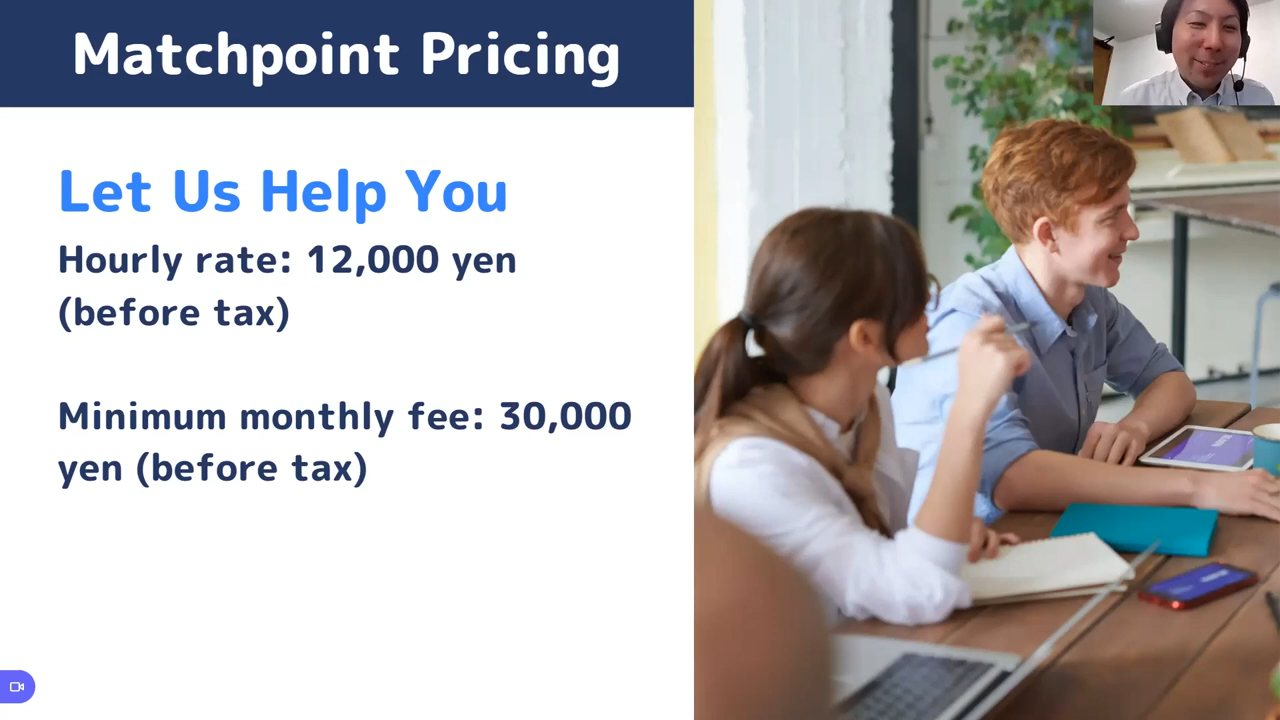 Matchpoint Pricing
Let Us Help You
Hourly rate: 12,000 yen
(before tax)
Minimum monthly fee: 30,000
yen (before tax)